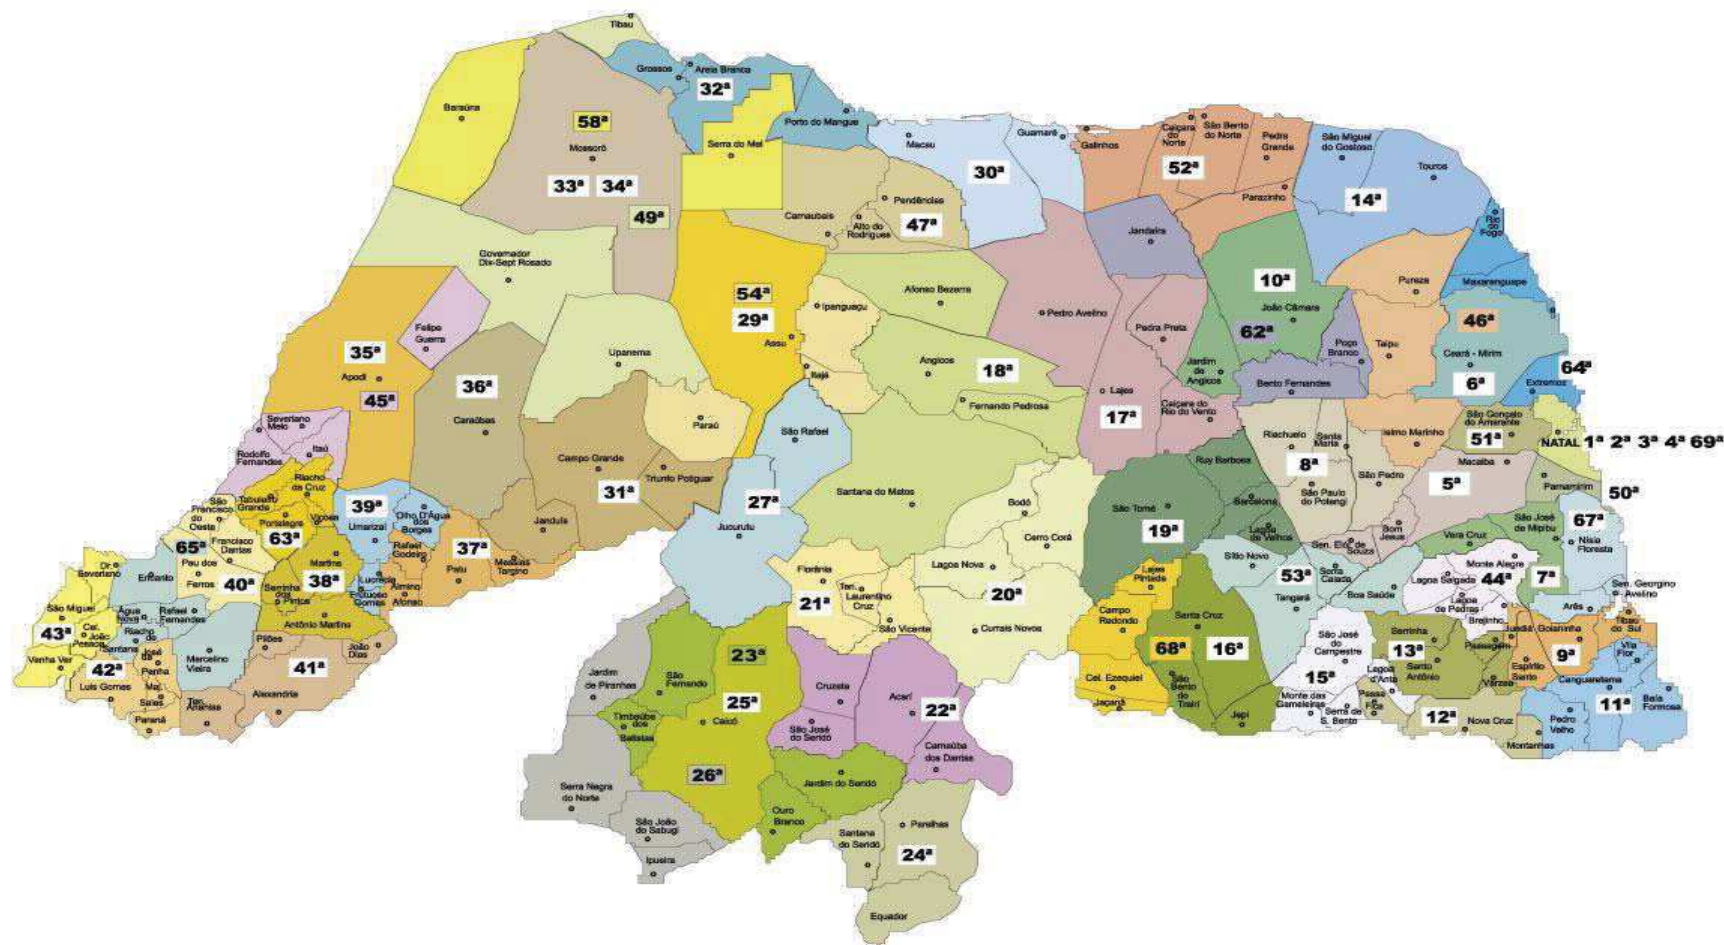 Tibau
Grossos
Areia Branca
32ª
Baraúna
58ª
Mossoró
33ª 34ª
49ª
Serra do Mel
Porto do Mangue
Macau
Guamaré
30ª
Galinhos
Caiçara
do
Norte
São Bento
do Norte
Pedra
Grande
52ª
Parazinho
São Miguel
do Gostoso
Touros
14ª
Rio
do
Fogo
Carnaubais
Pendências
Alto do
Rodrigues
47ª
Jandaíra
Governador
Dix-Sept Rosado
54ª
29ª
Assu
Ipanguaçu
Itajá
Afonso Bezerra
Pedro Avelino
Pedra Preta
10ª
João Câmara
62ª
Jardim
de
Angicos
Poço
Branco
Pureza
Maxaranguape
46ª
Taipu
Ceará - Mirim
6ª
64ª
Extremoz
Felipe
Guerra
35ª
Apodi
45ª
36ª
Caraúbas
Upanema
Paraú
Angicos
18ª
Fernando Pedrosa
Lajes
17ª
Caiçara do
Rio do Vento
Bento Fernandes
São Gonçalo
do Amarante
51ª
NATAL 1ª 2ª 3ª 4ª 69ª
Severiano
Melo
Itaú
Rodolfo
Fernandes
São Rafael
Campo Grande
Triunfo Potiguar
31ª
27ª
Jucurutu
Santana do Matos
Bodó
Cerro Corá
Lagoa Nova
20ª
Currais Novos
Ruy Barbosa
Barcelona
Lagoa
de Velhos
São Tomé
19ª
Riachuelo
Santa
Maria
8ª
São Paulo
do Potengi
São Pedro
Ielmo Marinho
Macaíba
5ª
Parnamirim
50ª
Bom
Jesus
Sen. Eloi de
Souza
Riacho
da Cruz
Tabuleiro
Grande
Portalegre
Viçosa
63ª
39ª
Umarizal
Olho D'Água
dos
Borges
Rafael
Godeiro
37ª
Patu
Messias
Targino
Janduís
São
Francisco
do
Oeste
65ª
Francisco
Dantas
Pau dos
Ferros
40ª
Martins
38ª
Serrinha
dos
Pintos
Lucrécia
Frutuoso
Gomes
Almino
Afonso
Antônio Martins
Dr.
Severiano
Encanto
São Miguel
43ª
Cel.
João
Pessoa
Venha Ver
Água
Nova
Rafael
Fernandes
Riacho de
Santana
42ª
José
da
Penha
Luis Gomes
Maj.
Sales
Paraná
Marcelino
Vieira
Pilões
41ª
João
Dias
Alexandria
Ten.
Ananias
Florânia
Ten.
Laurentino
Cruz
21ª
São Vicente
Jardim
de Piranhas
São
Fernando
23ª
25ª
Caicó
26ª
Timbaúba
dos
Batistas
Serra Negra
do Norte
São João
do Sabugi
Ipueira
Cruzeta
São José
do Seridó
Acari
22ª
Carnaúba
dos Dantas
Jardim do Seridó
Ouro
Branco
Santana
do Seridó
Parelhas
24ª
Equador
Lajes
Pintada
Campo
Redondo
68ª
Cel. Ezequiel
Jaçanã
Santa Cruz
16ª
São
Bento
do
Trairi
Japi
Sítio Novo
53ª
Serra
Caiada
Tangará
Boa Saúde
São José
do
Campestre
15ª
Monte das
Gameleiras
Serra de
S. Bento
Vera Cruz
São José
de Mipibu
67ª
Nísia
Floresta
Monte Alegre
Lagoa Salgada
44ª
Lagoa
de Pedras
Brejinho
7ª
Sen. Georgino
Avelino
Arês
Serrinha
13ª
Santo
Antônio
Lagoa
d'Anta
Passa
e Fica
12ª
Nova Cruz
Montanhas
Passagem
Várzea
Jundiá
Goianinha
Espírito
Santo
9ª
Tibau
do Sul
Vila
Flor
Canguaretama
Baía
Formosa
11ª
Pedro
Velho